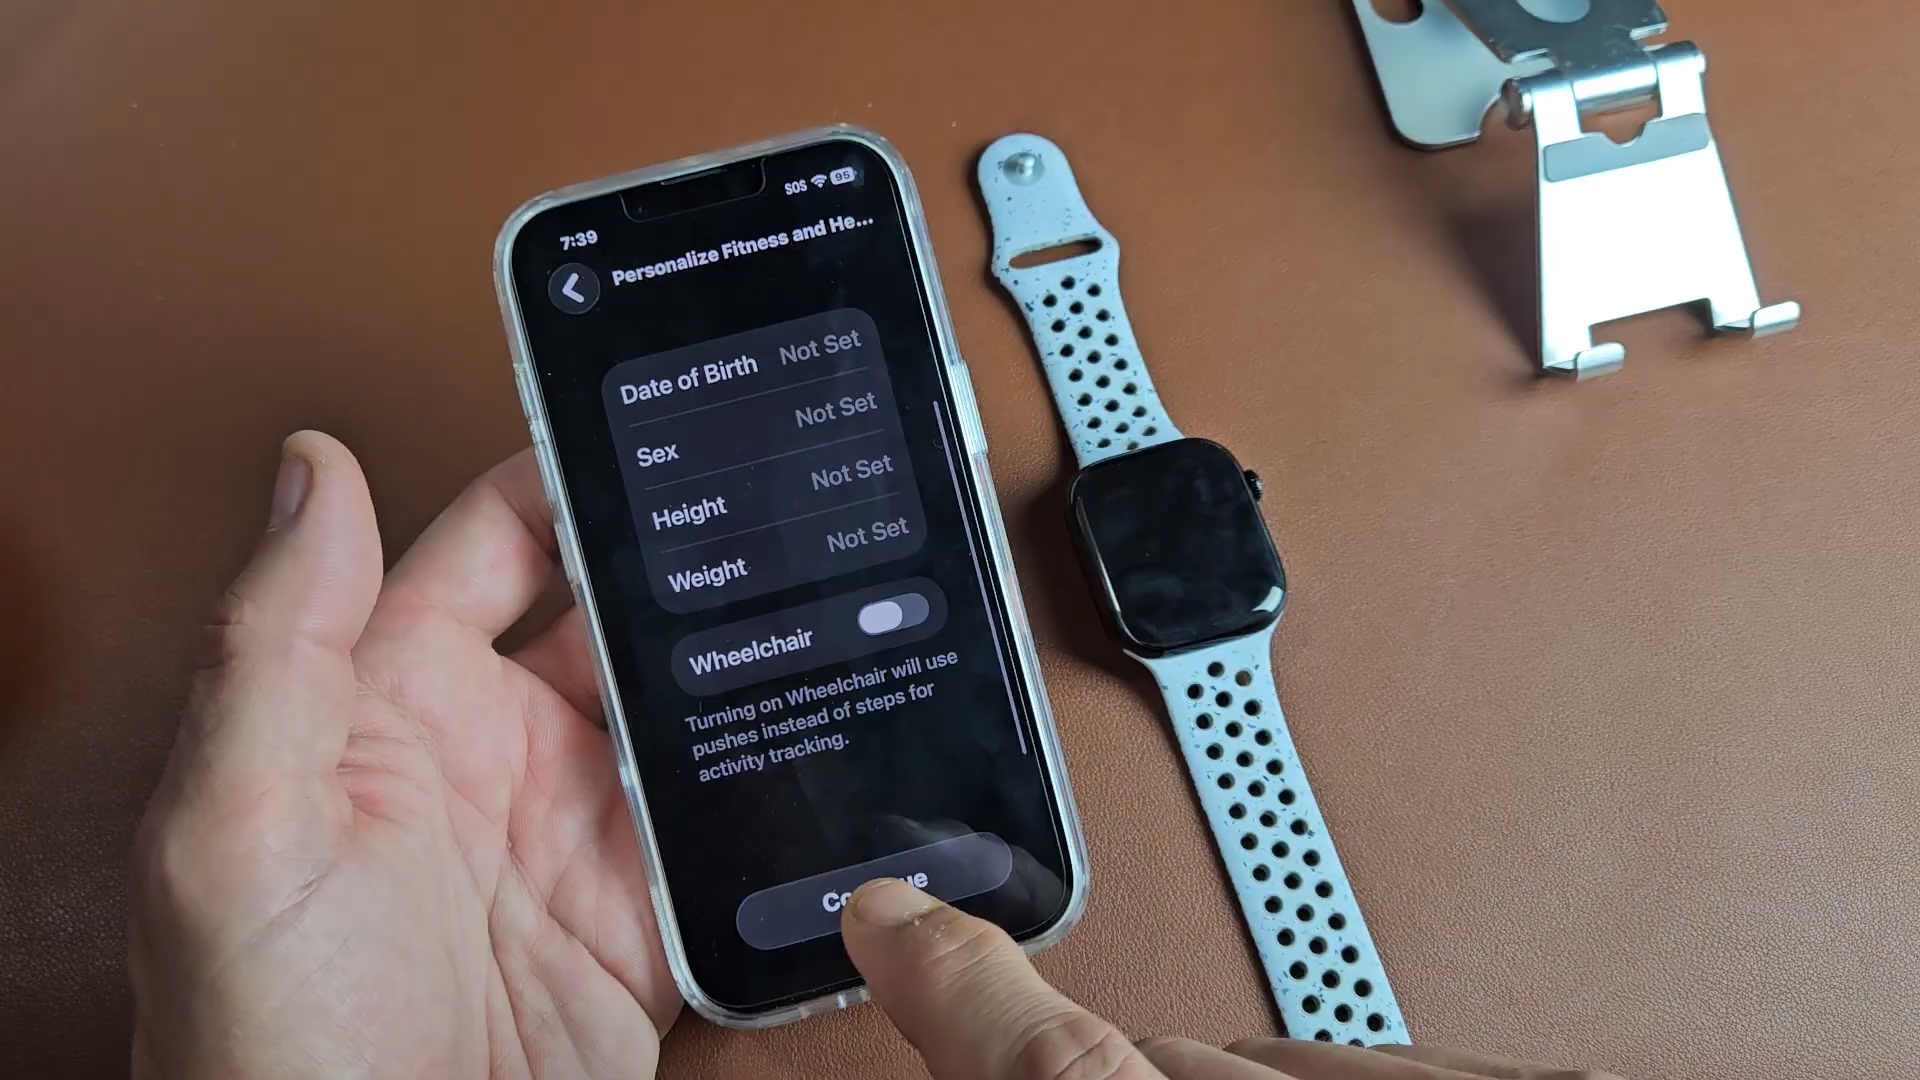 7:39
SOS 95
Personalize Fitness and He...
Date of Birth Not Set
Sex Not Set
Height Not Set
Weight Not Set
Wheelchair
Turning on Wheelchair will use
pushes instead of steps for
activity tracking.